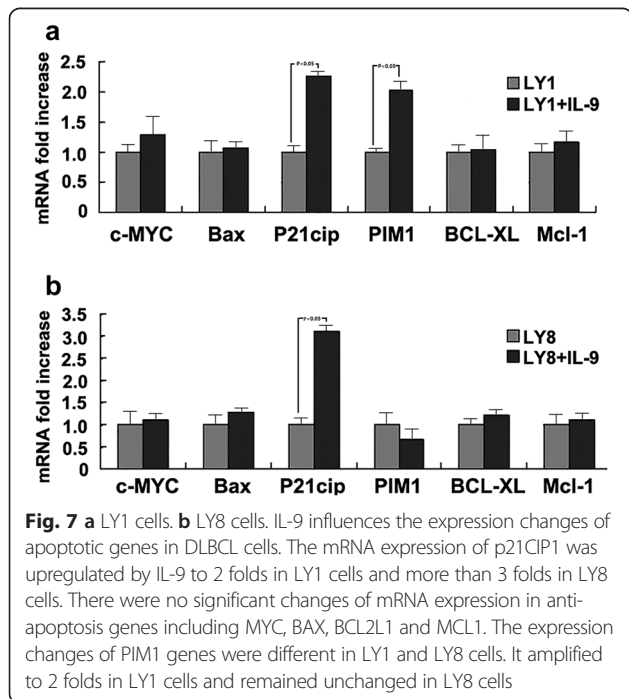 a
mRNA fold increase
2.5
2.0
1.5
1.0
0.5
0
P<0.05
P<0.05
LY1
LY1+IL-9
c-MYC Bax P21cip PIM1 BCL-XL Mcl-1
b
mRNA fold increase
3.5
3.0
2.5
2.0
1.5
1.0
0.5
0
P<0.05
LY8
LY8+IL-9
c-MYC Bax P21cip PIM1 BCL-XL Mcl-1
Fig. 7 a LY1 cells. b LY8 cells. IL-9 influences the expression changes of
apoptotic genes in DLBCL cells. The mRNA expression of p21CIP1 was
upregulated by IL-9 to 2 folds in LY1 cells and more than 3 folds in LY8
cells. There were no significant changes of mRNA expression in anti-
apoptosis genes including MYC, BAX, BCL2L1 and MCL1. The expression
changes of PIM1 genes were different in LY1 and LY8 cells. It amplified
to 2 folds in LY1 cells and remained unchanged in LY8 cells